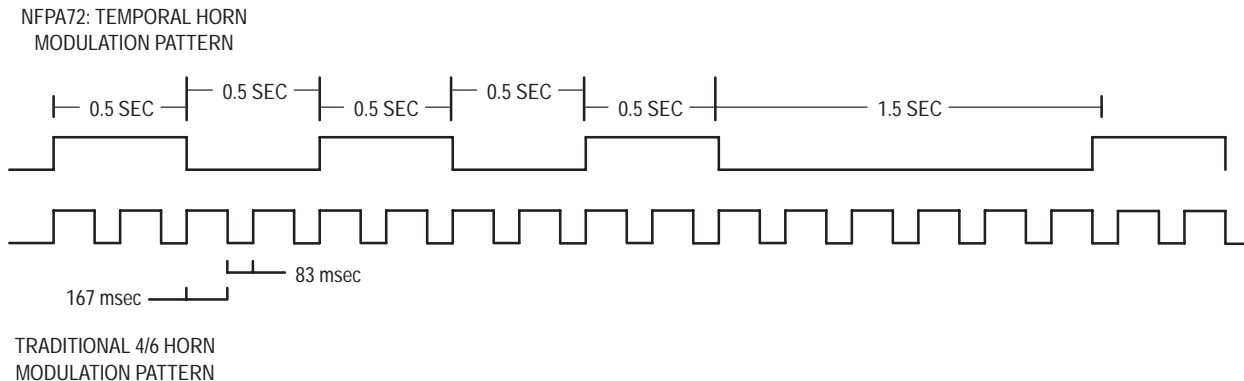 NFPA72: TEMPORAL HORN
MODULATION PATTERN
0.5 SEC
0.5 SEC
0.5 SEC
0.5 SEC
0.5 SEC
1.5 SEC
83 msec
167 msec
TRADITIONAL 4/6 HORN
MODULATION PATTERN